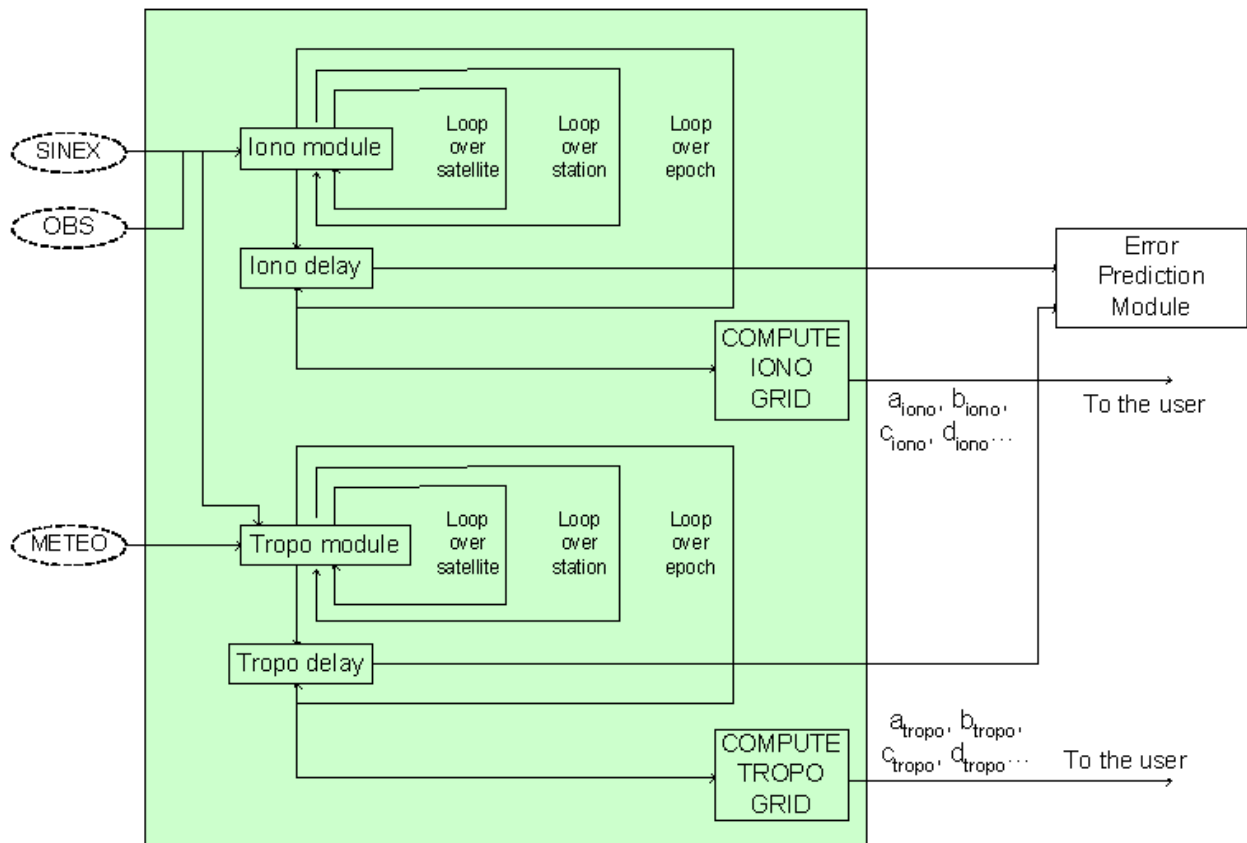 SINEX
OBS
Iono module
Loop
over
satellite
Loop
over
station
Loop
over
epoch
Iono delay
Error
Prediction
Module
COMPUTE
IONO
GRID
a_iono, b_iono,
c_iono, d_iono...
To the user
METEO
Tropo module
Loop
over
satellite
Loop
over
station
Loop
over
epoch
Tropo delay
COMPUTE
TROPO
GRID
a_tropo, b_tropo,
c_tropo, d_tropo...
To the user